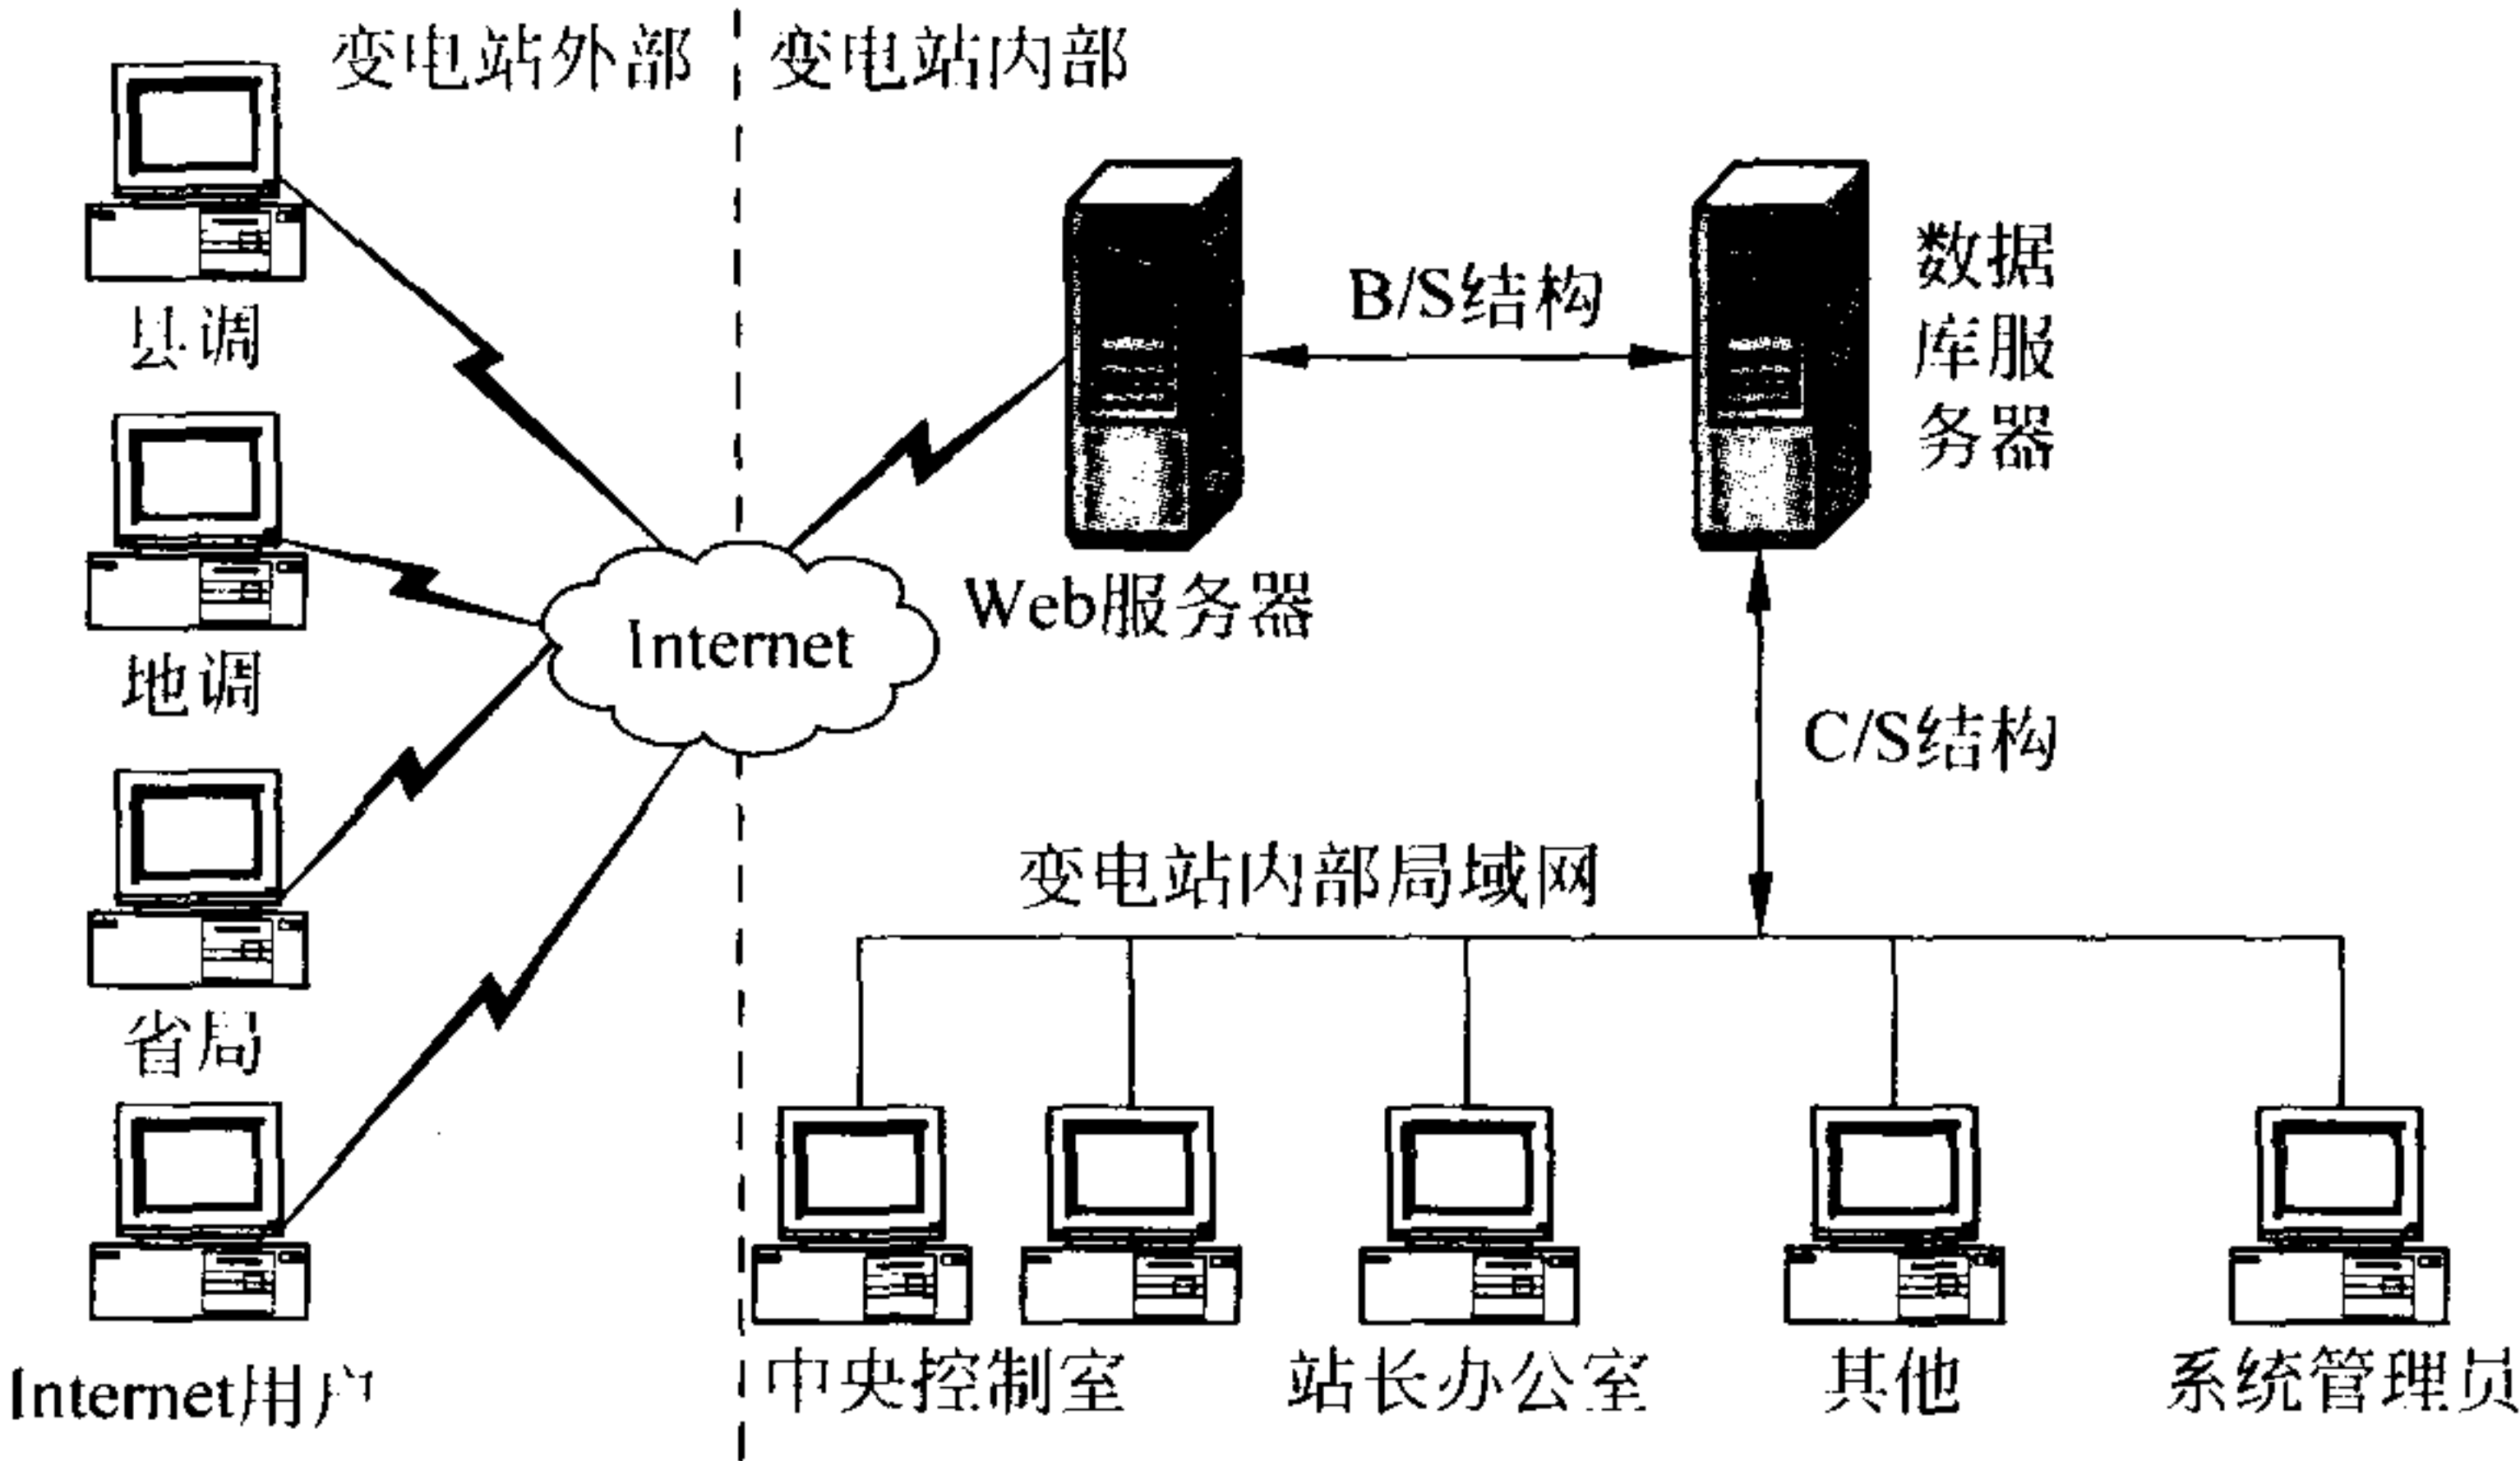 变电站外部
变电站内部
县调
地调
省局
Internet用户
Internet
Web服务器
B/S结构
数据
库服
务器
C/S结构
变电站内部局域网
中央控制室
站长办公室
其他
系统管理员